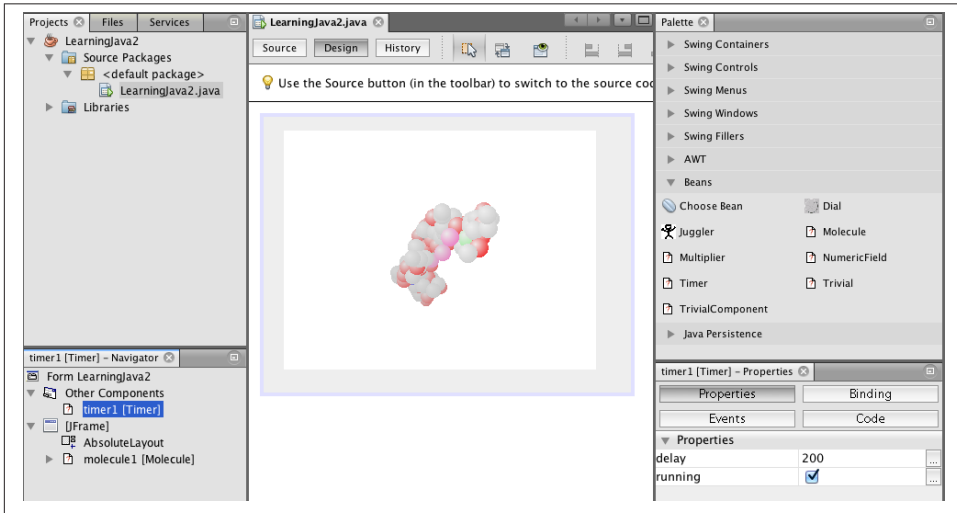 Projects
Files
Services
LearningJava2
Source Packages
<default package>
LearningJava2.java
Libraries
timer1 [Timer] – Navigator
Form LearningJava2
Other Components
timer1 [Timer]
[JFrame]
AbsoluteLayout
molecule1 [Molecule]
LearningJava2.java
Source
Design
History
Use the Source button (in the toolbar) to switch to the source cod
Palette
Swing Containers
Swing Controls
Swing Menus
Swing Windows
Swing Fillers
AWT
Beans
Choose Bean
Dial
Juggler
Molecule
Multiplier
NumericField
Timer
Trivial
TrivialComponent
Java Persistence
timer1 [Timer] – Properties
Properties
Binding
Events
Code
Properties
delay 200 ...
running ...